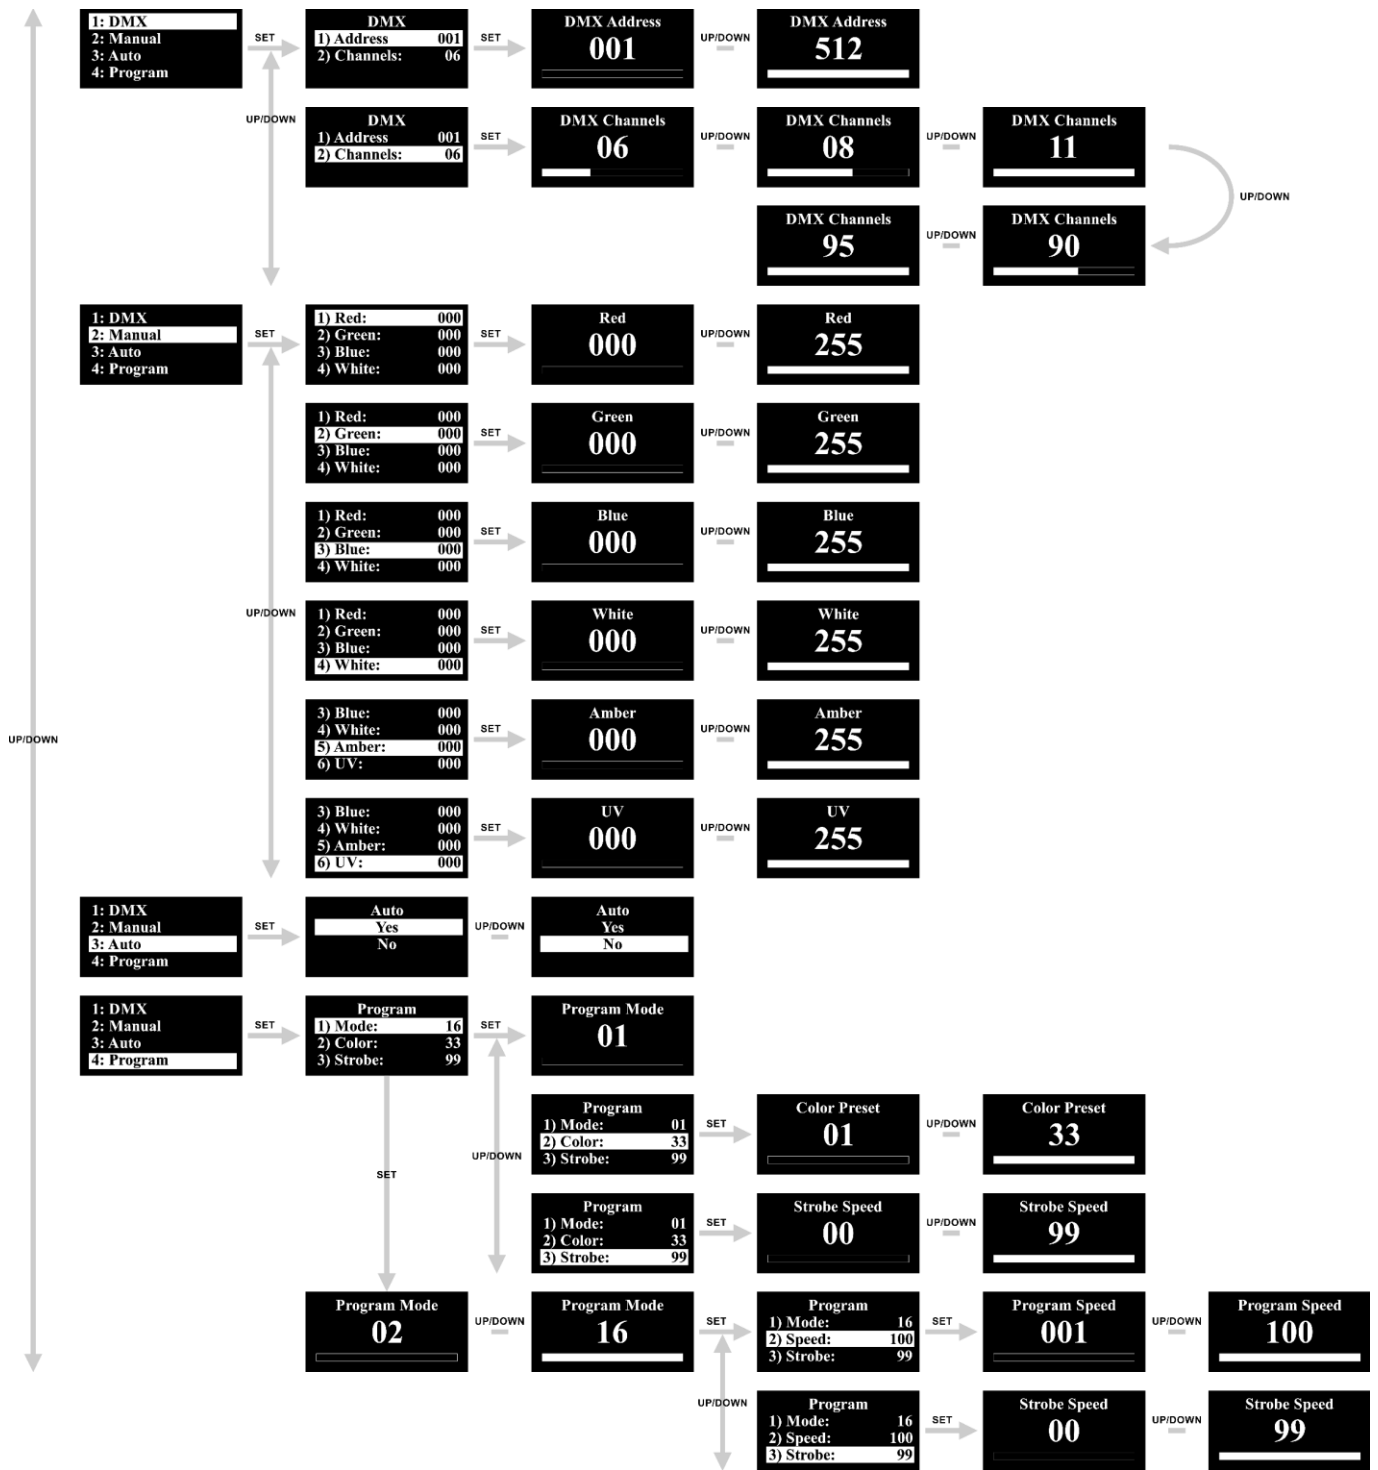 1: DMX
2: Manual
3: Auto
4: Program
SET
DMX
1) Address 001
2) Channels: 06
SET
DMX Address
001
UP/DOWN
DMX Address
512
UP/DOWN
DMX
1) Address 001
2) Channels: 06
SET
DMX Channels
06
UP/DOWN
DMX Channels
08
UP/DOWN
DMX Channels
11
UP/DOWN
DMX Channels
95
UP/DOWN
DMX Channels
90
1: DMX
2: Manual
3: Auto
4: Program
SET
1) Red: 000
2) Green: 000
3) Blue: 000
4) White: 000
SET
Red
000
UP/DOWN
Red
255
1) Red: 000
2) Green: 000
3) Blue: 000
4) White: 000
SET
Green
000
UP/DOWN
Green
255
1) Red: 000
2) Green: 000
3) Blue: 000
4) White: 000
SET
Blue
000
UP/DOWN
Blue
255
UP/DOWN
1) Red: 000
2) Green: 000
3) Blue: 000
4) White: 000
SET
White
000
UP/DOWN
White
255
UP/DOWN
3) Blue: 000
4) White: 000
5) Amber: 000
6) UV: 000
SET
Amber
000
UP/DOWN
Amber
255
3) Blue: 000
4) White: 000
5) Amber: 000
6) UV: 000
SET
UV
000
UP/DOWN
UV
255
1: DMX
2: Manual
3: Auto
4: Program
SET
Auto
Yes
No
UP/DOWN
Auto
Yes
No
1: DMX
2: Manual
3: Auto
4: Program
SET
Program
1) Mode: 16
2) Color: 33
3) Strobe: 99
SET
Program Mode
01
UP/DOWN
Program
1) Mode: 01
2) Color: 33
3) Strobe: 99
SET
Color Preset
01
UP/DOWN
Color Preset
33
SET
Program
1) Mode: 01
2) Color: 33
3) Strobe: 99
SET
Strobe Speed
00
UP/DOWN
Strobe Speed
99
Program Mode
02
UP/DOWN
Program Mode
16
SET
Program
1) Mode: 16
2) Speed: 100
3) Strobe: 99
SET
Program Speed
001
UP/DOWN
Program Speed
100
UP/DOWN
Program
1) Mode: 16
2) Speed: 100
3) Strobe: 99
SET
Strobe Speed
00
UP/DOWN
Strobe Speed
99